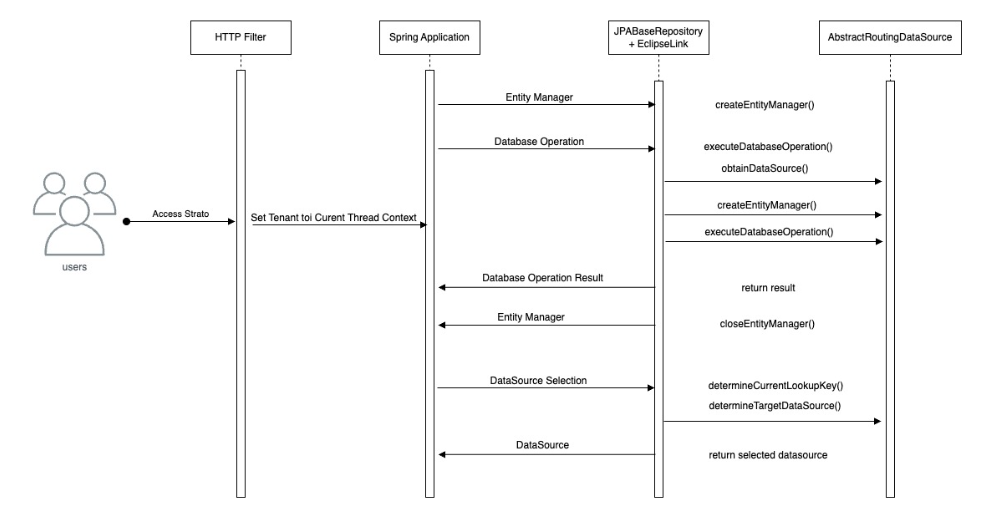 HTTP Filter
Spring Application
JPABaseRepository
+ EclipseLink
AbstractRoutingDataSource
Entity Manager
createEntityManager()
Database Operation
executeDatabaseOperation()
obtainDataSource()
Access Strato
Set Tenant toi Curent Thread Context
createEntityManager()
executeDatabaseOperation()
users
Database Operation Result
return result
Entity Manager
closeEntityManager()
DataSource Selection
determineCurrentLookupKey()
determineTargetDataSource()
DataSource
return selected datasource